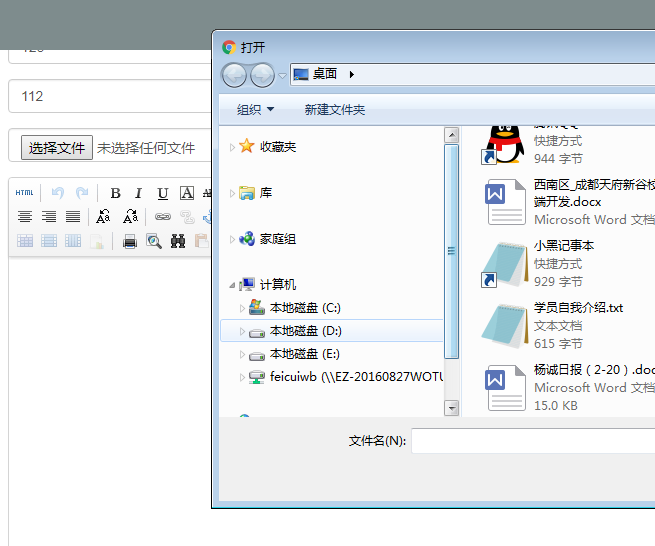 打开
112
桌面
组织
新建文件夹
选择文件
未选择任何文件
HTML
B I U A
收藏夹
库
家庭组
计算机
本地磁盘 (C:)
本地磁盘 (D:)
本地磁盘 (E:)
feicuiwb (\\EZ-20160827WOTU
快捷方式
944 字节
西南区_成都天府新谷校
端开发.docx
Microsoft Word 文档
小黑记事本
快捷方式
929 字节
学员自我介绍.txt
文本文档
615 字节
杨诚日报（2-20）.doc
Microsoft Word 文档
15.0 KB
文件名(N):